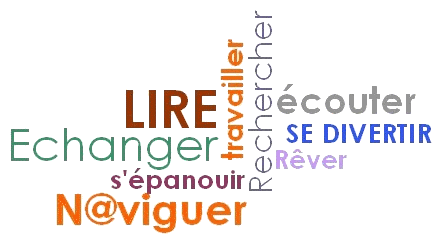 LIRE
travailler
Rechercher
écouter
Echanger
SE DIVERTIR
Rêver
s'épanouir
N@viguer